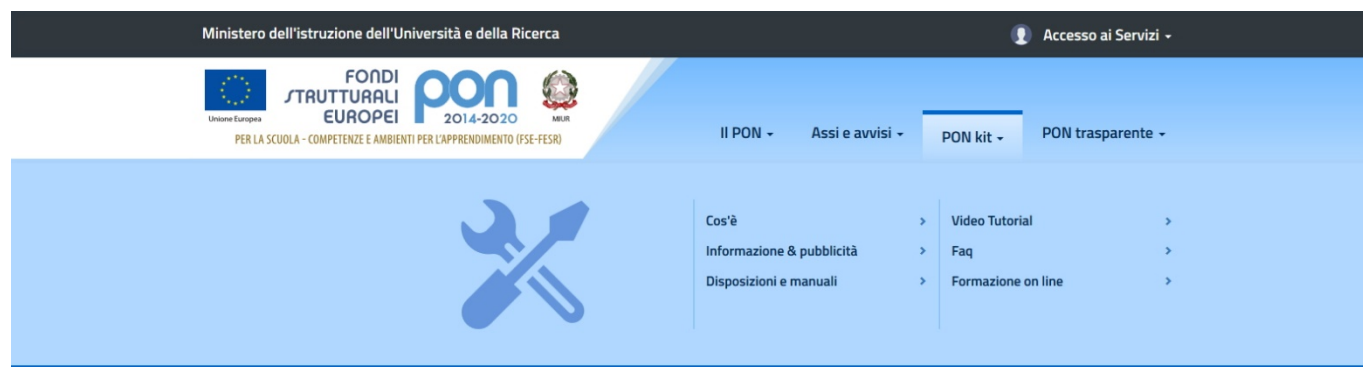 Ministero dell'istruzione dell'Università e della Ricerca
Accesso ai Servizi
FONDI
STRUTTURALI
EUROPEI
pon
2014-2020
Unione Europea
MIUR
PER LA SCUOLA - COMPETENZE E AMBIENTI PER L'APPRENDIMENTO (FSE-FESR)
Il PON
Assi e avvisi
PON kit
PON trasparente
Cos'è
Informazione & pubblicità
Disposizioni e manuali
Video Tutorial
Faq
Formazione on line